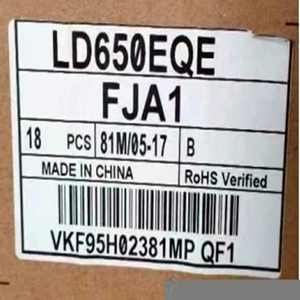 LD650EQE
FJA1
18 PCS 81M/05-17 B
MADE IN CHINA RoHS Verified
VKF95H02381MP QF1